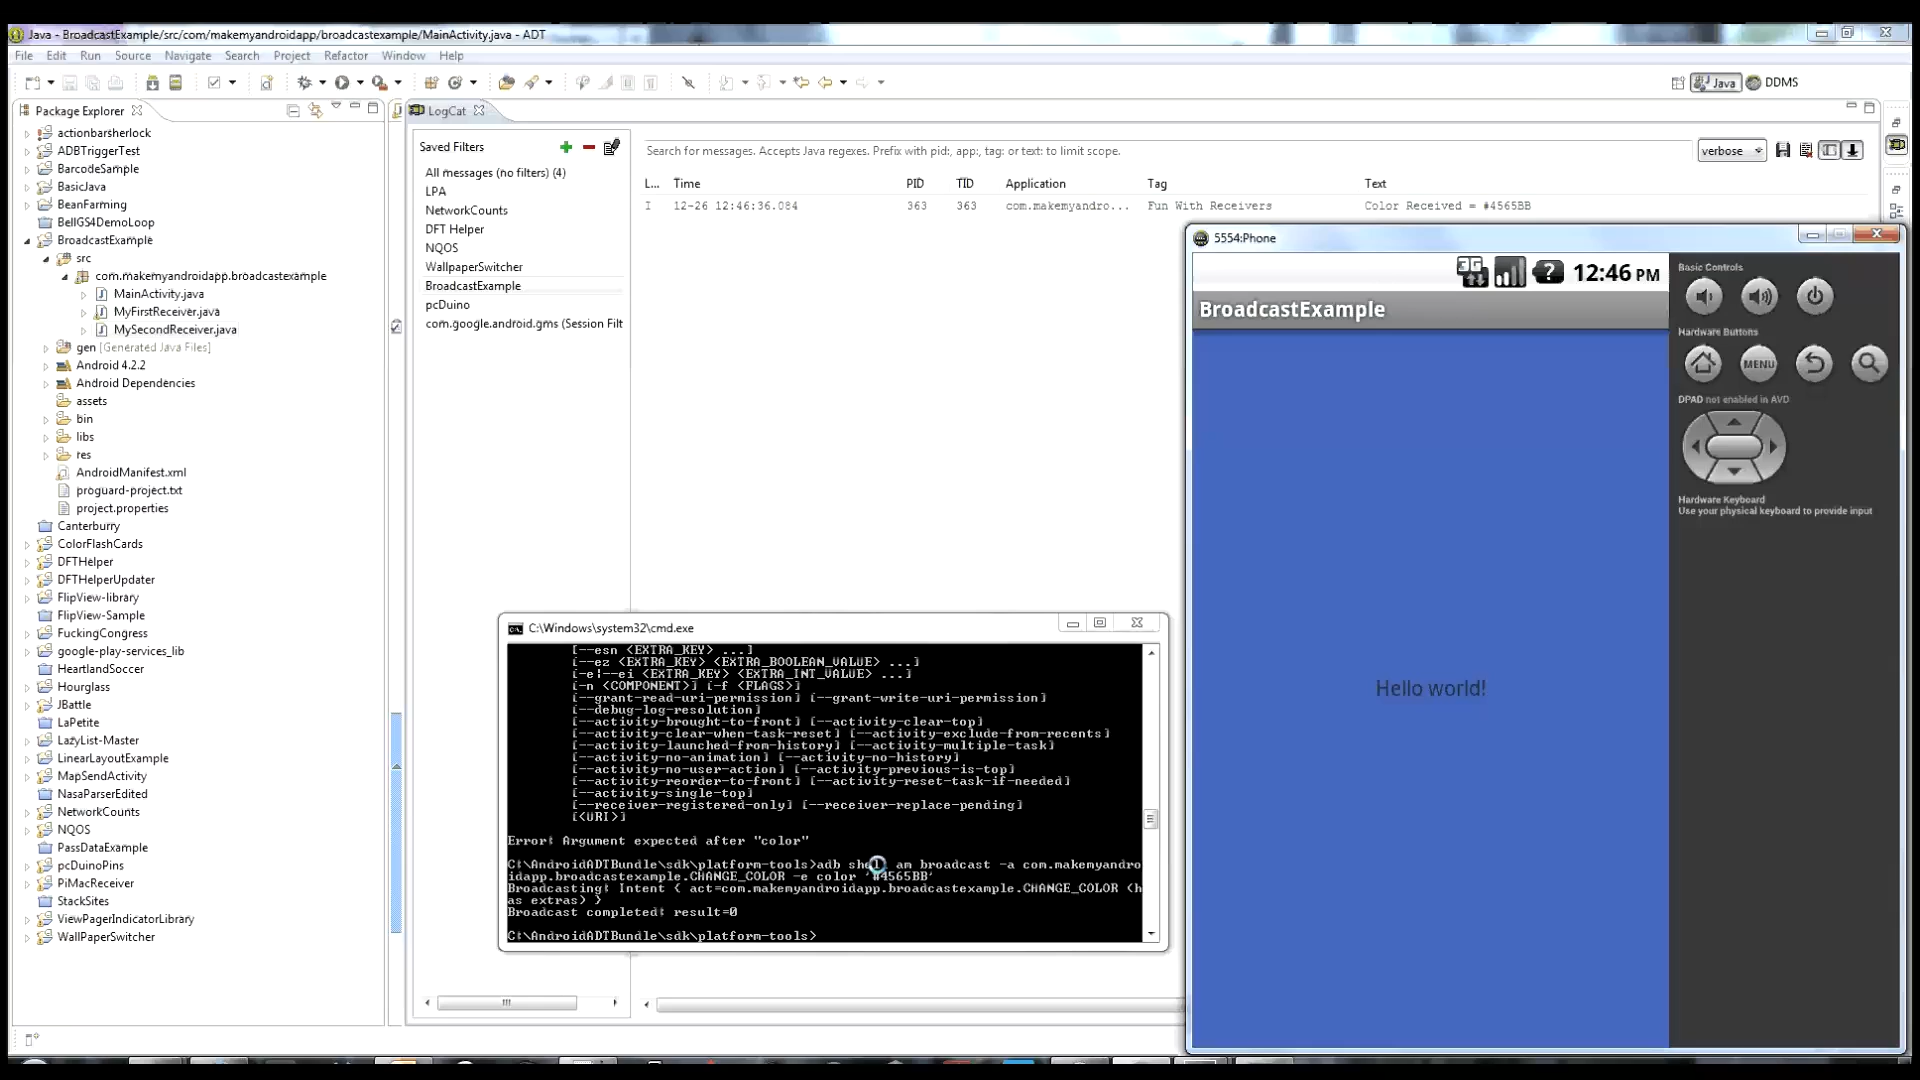 Java - BroadcastExample/src/com/makemyandroidapp/broadcastexample/MainActivity.java - ADT
File Edit Run Source Navigate Search Project Refactor Window Help
Java DDMS
Package Explorer
actionbarsherlock
ADBTriggerTest
BarcodeSample
BasicJava
BeanFarming
BellGS4DemoLoop
BroadcastExample
src
com.makemyandroidapp.broadcastexample
MainActivity.java
MyFirstReceiver.java
MySecondReceiver.java
gen [Generated Java Files]
Android 4.2.2
Android Dependencies
assets
bin
libs
res
AndroidManifest.xml
proguard-project.txt
project.properties
Canterburry
ColorFlashCards
DFTHelper
DFTHelperUpdater
FlipView-library
FlipView-Sample
FuckingCongress
google-play-services_lib
HeartlandSoccer
Hourglass
JBattle
LaPetite
LazyList-Master
LinearLayoutExample
MapSendActivity
NasaParserEdited
NetworkCounts
NQOS
PassDataExample
pcDuinoPins
PiMacReceiver
StackSites
ViewPagerIndicatorLibrary
WallPaperSwitcher
LogCat
Saved Filters
All messages (no filters) (4)
LPA
NetworkCounts
DFT Helper
NQOS
WallpaperSwitcher
BroadcastExample
pcDuino
com.google.android.gms (Session Filt
Search for messages. Accepts Java regexes. Prefix with pid:, app:, tag: or text: to limit scope.
verbose
L... Time PID TID Application Tag Text
I 12-26 12:46:36.084 363 363 com.makemyandro... Fun With Receivers Color Received = #4565BB
C:\Windows\system32\cmd.exe
[--esn <EXTRA_KEY> ...]
[--ez <EXTRA_KEY> <EXTRA_BOOLEAN_VALUE> ...]
[-e|--ei <EXTRA_KEY> <EXTRA_INT_VALUE> ...]
[-n <COMPONENT>] [-f <FLAGS>]
[--grant-read-uri-permission] [--grant-write-uri-permission]
[--debug-log-resolution]
[--activity-brought-to-front] [--activity-clear-top]
[--activity-clear-when-task-reset] [--activity-exclude-from-recents]
[--activity-launched-from-history] [--activity-multiple-task]
[--activity-no-animation] [--activity-no-history]
[--activity-no-user-action] [--activity-previous-is-top]
[--activity-reorder-to-front] [--activity-reset-task-if-needed]
[--activity-single-top]
[--receiver-registered-only] [--receiver-replace-pending]
[<URI>]
Error: Argument expected after "color"
C:\AndroidADTBundle\sdk\platform-tools>adb shell am broadcast -a com.makemyandro
idapp.broadcastexample.CHANGE_COLOR -e color '#4565BB'
Broadcasting: Intent { act=com.makemyandroidapp.broadcastexample.CHANGE_COLOR (h
as extras) }
Broadcast completed: result=0
C:\AndroidADTBundle\sdk\platform-tools>
5554:Phone
3G
12:46 PM
BroadcastExample
Hello world!
Basic Controls
Hardware Buttons
MENU
DPAD not enabled in AVD
Hardware Keyboard
Use your physical keyboard to provide input